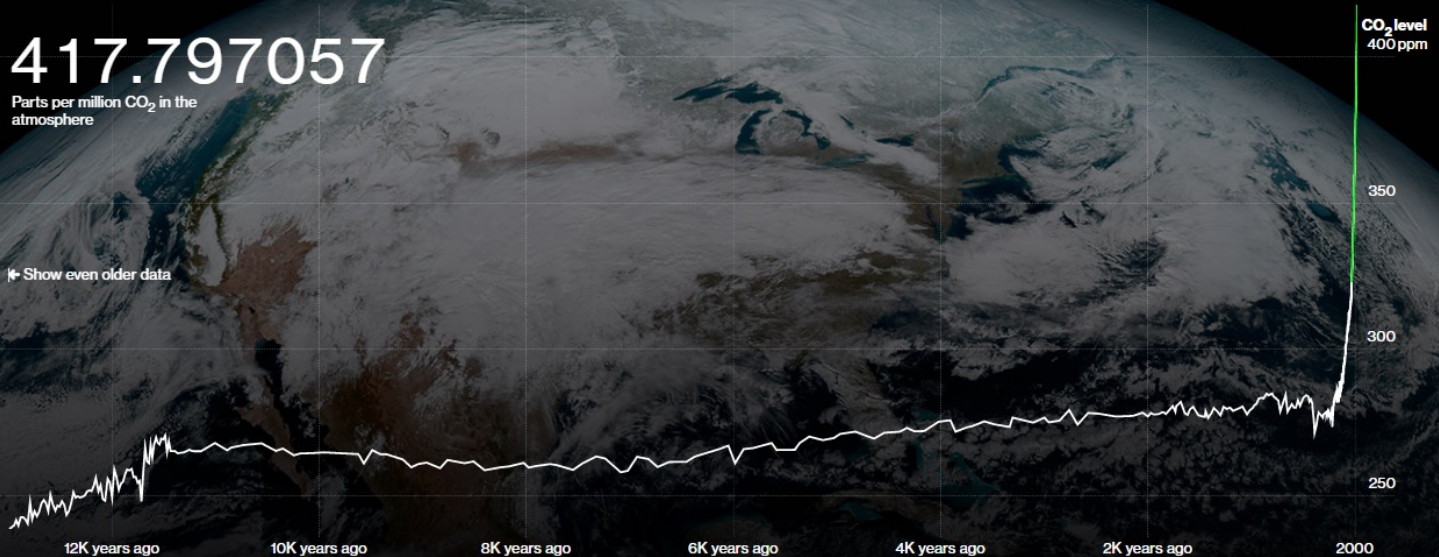 417.797057
Parts per million CO₂ in the
atmosphere
CO₂ level
400 ppm
350
Show even older data
300
250
12K years ago
10K years ago
8K years ago
6K years ago
4K years ago
2K years ago
2000